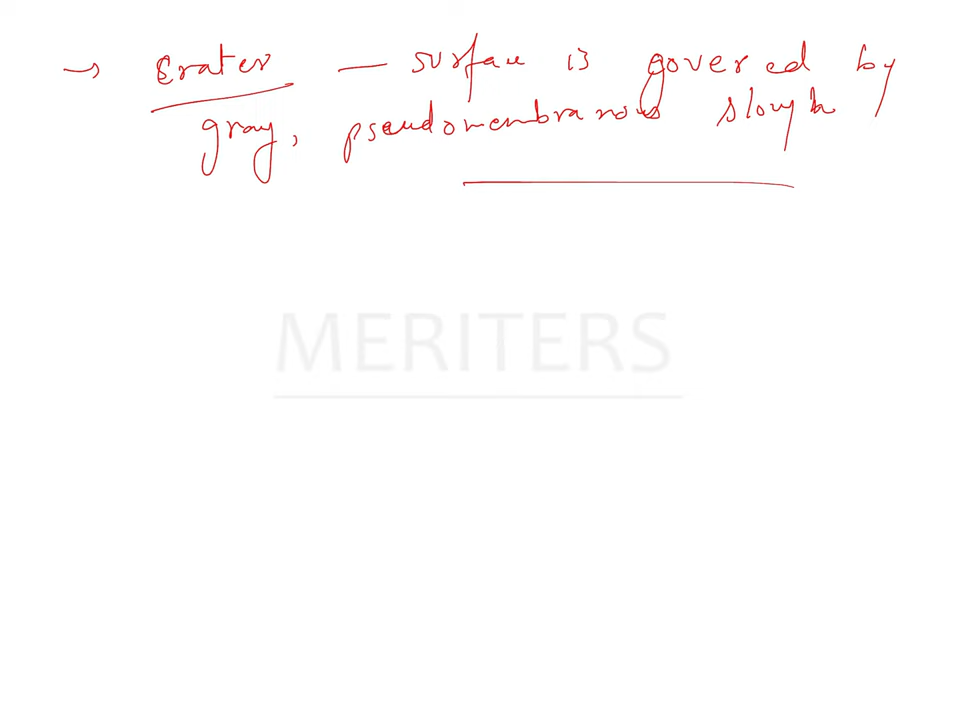 → Crater — surface is covered by
gray, pseudomembranous slough
MERITERS